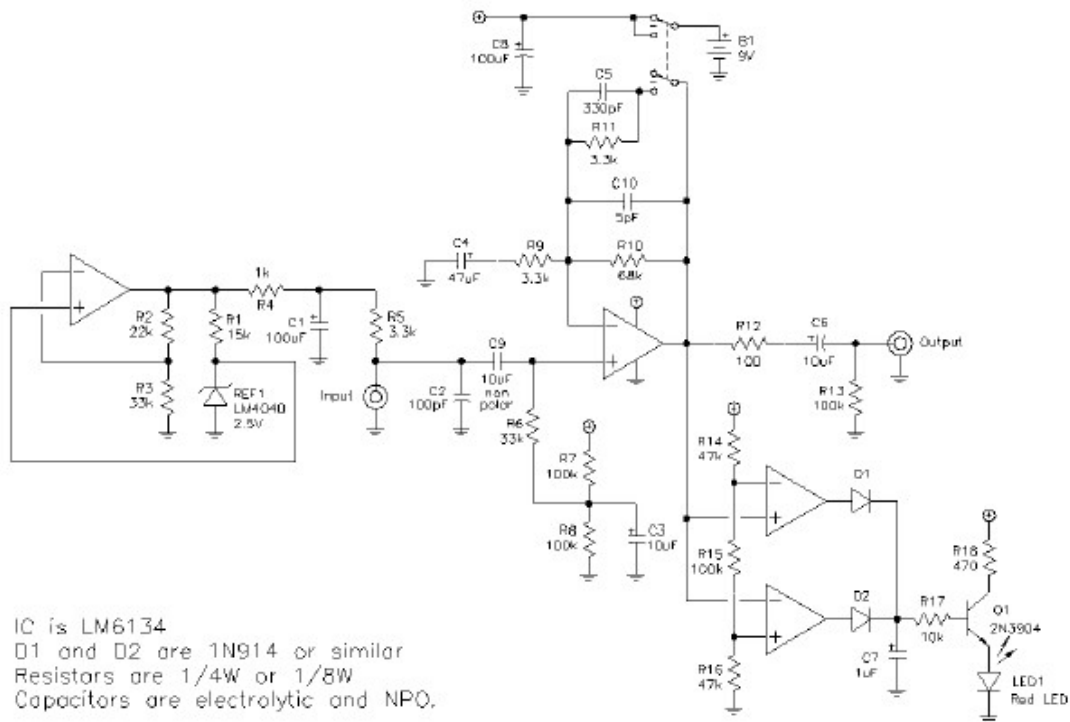 C8
100uF
B1
9V
C5
330pF
R11
3.3k
C10
5pF
C4
47uF
R9
3.3k
R10
68k
1k
R4
R2
22k
R1
15k
C1
100uF
R5
3.3k
R3
33k
REF1
LM4040
2.5V
Input
C2
100pF
C9
10uF
non
polar
R12
100
C6
10uF
Output
R13
100k
R6
33k
R7
100k
R8
100k
C3
10uF
R14
47k
D1
R15
100k
D2
R16
47k
R17
10k
C7
1uF
R18
470
Q1
2N3904
LED1
Red LED
IC is LM6134
D1 and D2 are 1N914 or similar
Resistors are 1/4W or 1/8W
Capacitors are electrolytic and NPO.